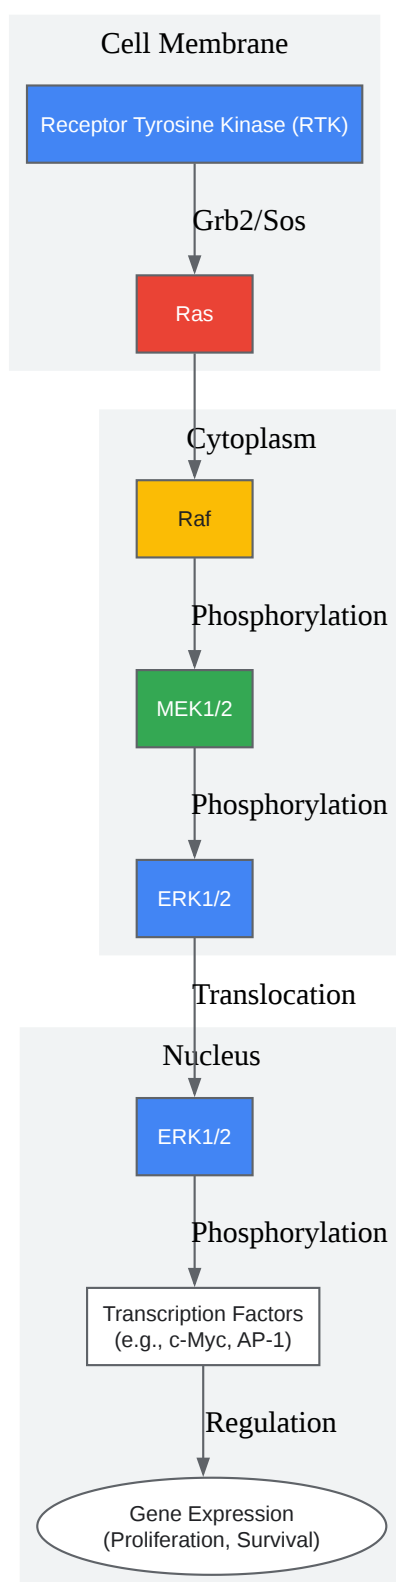 Cell Membrane
Receptor Tyrosine Kinase (RTK)
Grb2/Sos
Ras
Cytoplasm
Raf
Phosphorylation
MEK1/2
Phosphorylation
ERK1/2
Translocation
Nucleus
ERK1/2
Phosphorylation
Transcription Factors
(e.g., c-Myc, AP-1)
Regulation
Gene Expression
(Proliferation, Survival)